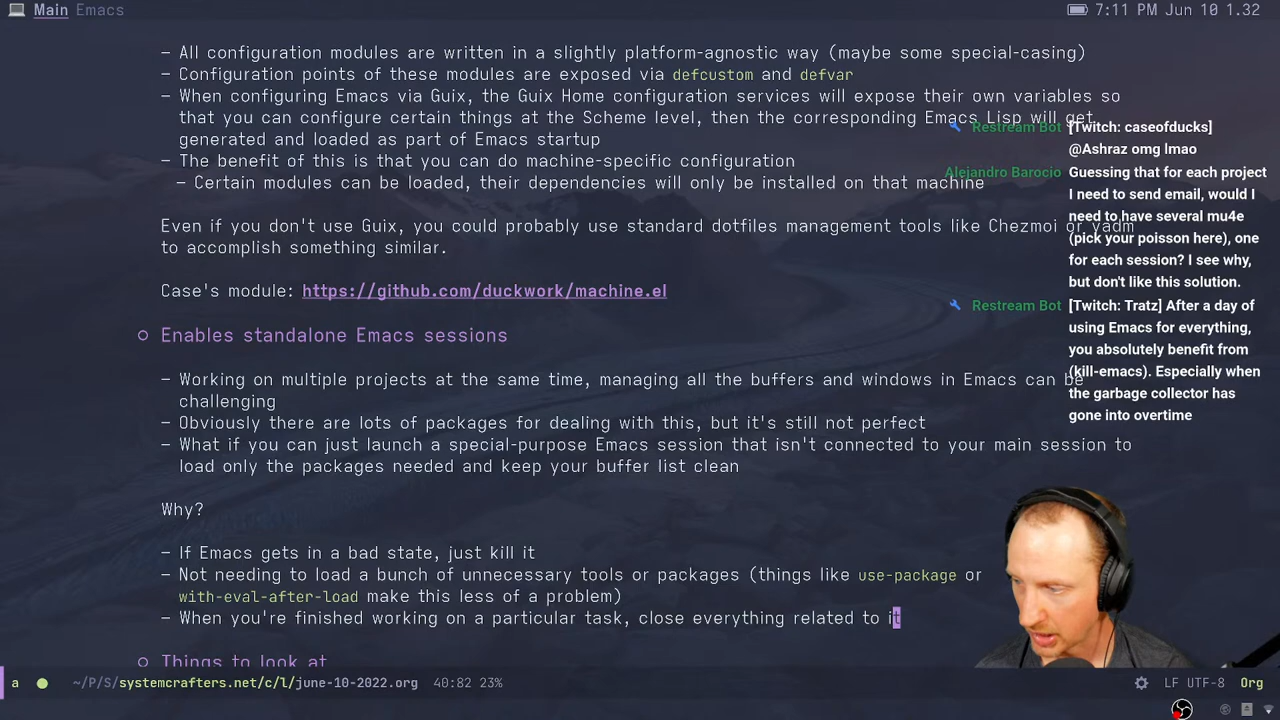 Main Emacs
7:11 PM Jun 10 1.32
– All configuration modules are written in a slightly platform-agnostic way (maybe some special-casing)
– Configuration points of these modules are exposed via defcustom and defvar
– When configuring Emacs via Guix, the Guix Home configuration services will expose their own variables so
that you can configure certain things at the Scheme level, then the corresponding Emacs Lisp will get
generated and loaded as part of Emacs startup
– The benefit of this is that you can do machine-specific configuration
– Certain modules can be loaded, their dependencies will only be installed on that machine
Even if you don't use Guix, you could probably use standard dotfiles management tools like Chezmoi or yadm
to accomplish something similar.
Case's module: https://github.com/duckwork/machine.el
Enables standalone Emacs sessions
– Working on multiple projects at the same time, managing all the buffers and windows in Emacs can be
challenging
– Obviously there are lots of packages for dealing with this, but it's still not perfect
– What if you can just launch a special-purpose Emacs session that isn't connected to your main session to
load only the packages needed and keep your buffer list clean
Why?
– If Emacs gets in a bad state, just kill it
– Not needing to load a bunch of unnecessary tools or packages (things like use-package or
with-eval-after-load make this less of a problem)
– When you're finished working on a particular task, close everything related to it
Things to look at
Restream Bot [Twitch: caseofducks]
@Ashraz omg lmao
Alejandro Barocio Guessing that for each project
I need to send email, would I
need to have several mu4e
(pick your poisson here), one
for each session? I see why,
but don't like this solution.
Restream Bot [Twitch: Tratz] After a day of
using Emacs for everything,
you absolutely benefit from
(kill-emacs). Especially when
the garbage collector has
gone into overtime
a ~/P/S/systemcrafters.net/c/l/june-10-2022.org 40:82 23%
LF UTF-8 Org